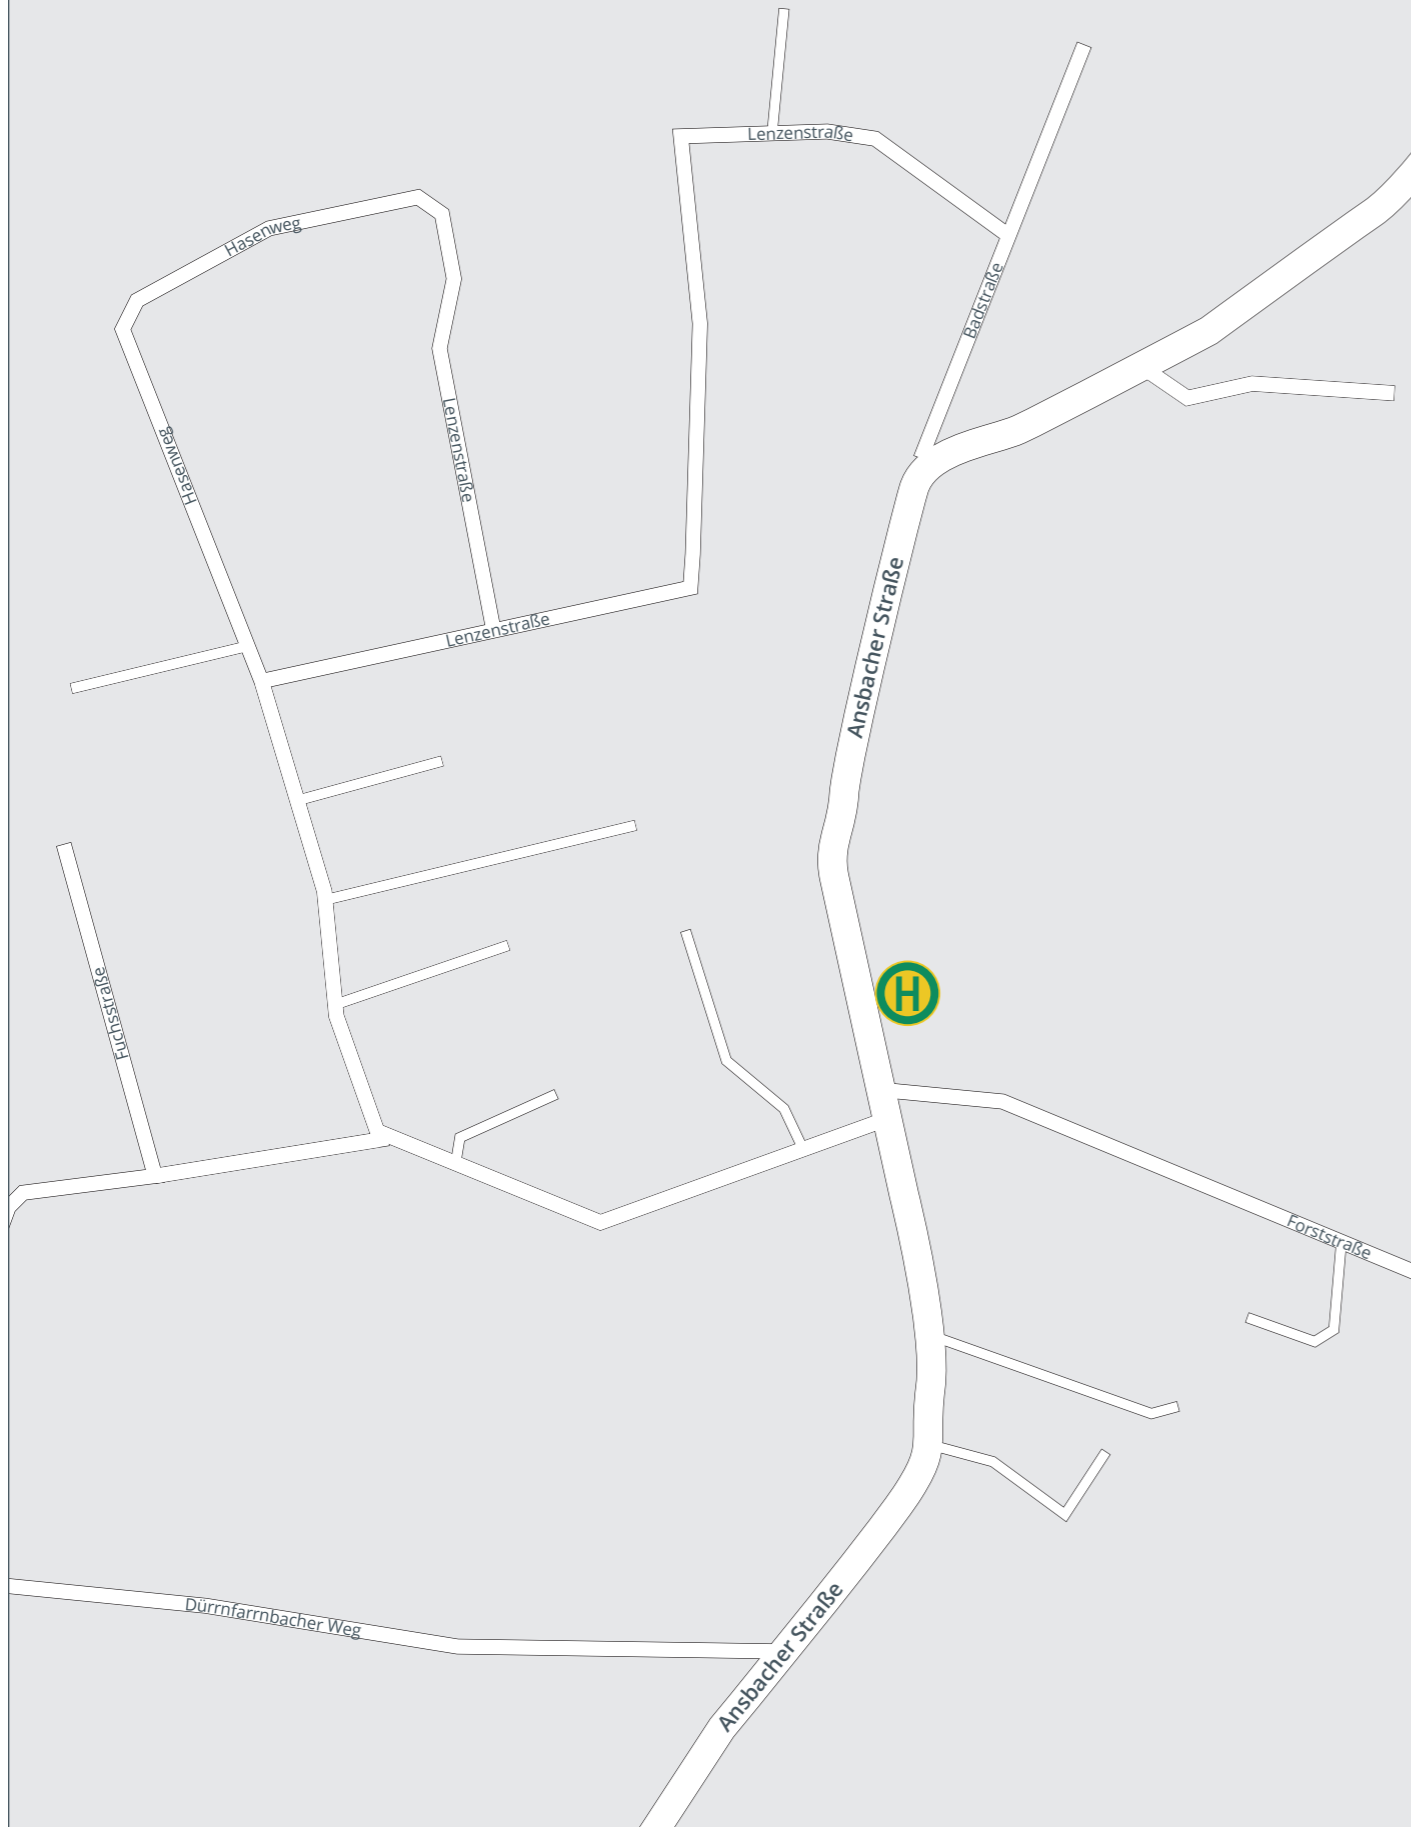 Lenzenstraße
Hasenweg
Badstraße
Hasenweg
Lenzenstraße
Lenzenstraße
Ansbacher Straße
Fuchsstraße
H
Forststraße
Dürrnfarrnbacher Weg
Ansbacher Straße